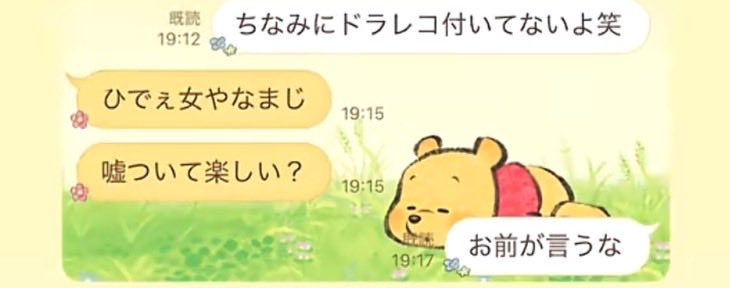 ちなみにドラレコ付いてないよ笑
既読
19:12
ひでぇ女やなまじ
19:15
嘘ついて楽しい？
19:15
お前が言うな
既読
19:17